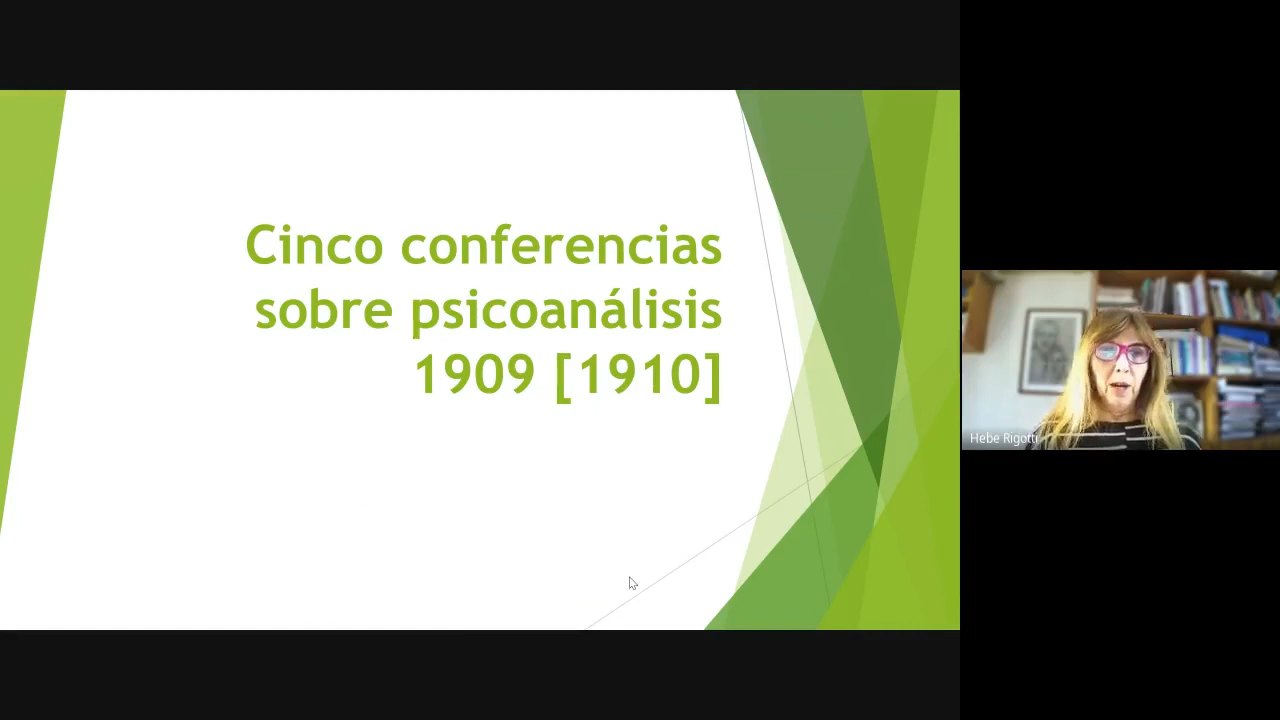 Cinco conferencias
sobre psicoanálisis
1909 [1910]
Hebe Rigotti